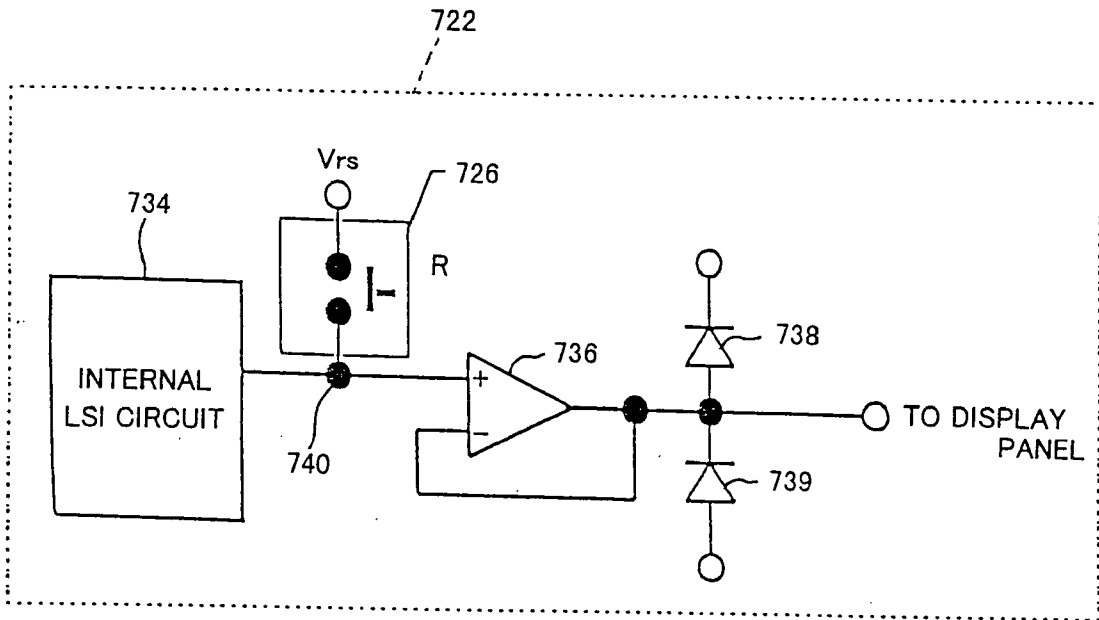 722
Vrs
726
734
R
736
738
INTERNAL
LSI CIRCUIT
+
−
740
TO DISPLAY
PANEL
739